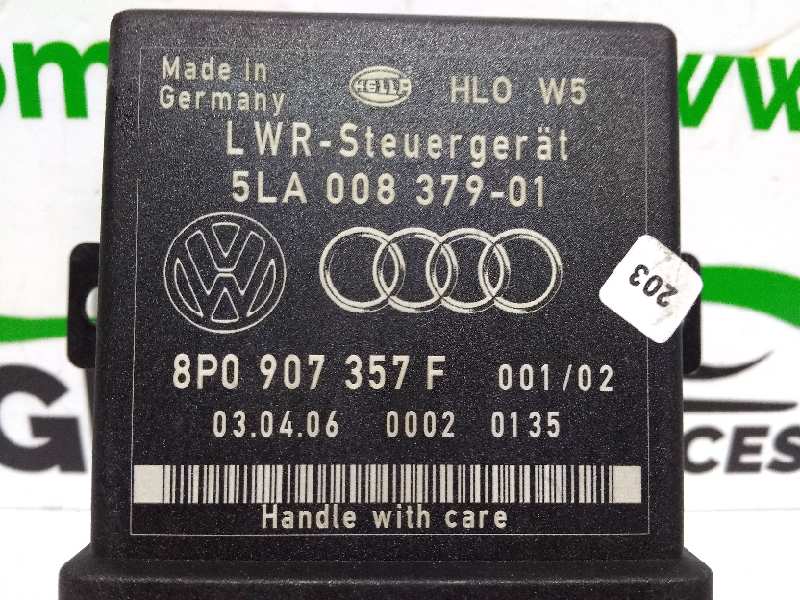 Made in
Germany
HELLA
HLO W5
LWR-Steuergerät
5LA 008 379-01
203
8P0 907 357 F 001/02
03.04.06 0002 0135
Handle with care